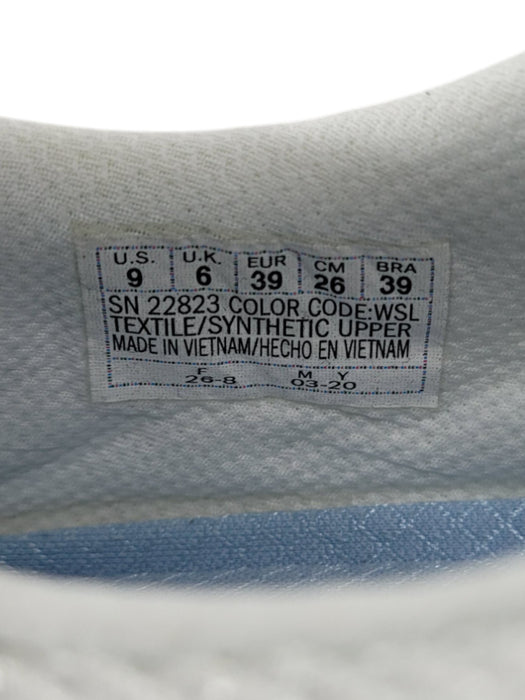 U.S. U.K. EUR CM BRA
9 6 39 26 39
SN 22823 COLOR CODE:WSL
TEXTILE/SYNTHETIC UPPER
MADE IN VIETNAM/HECHO EN VIETNAM
F M Y
26-8 03-20